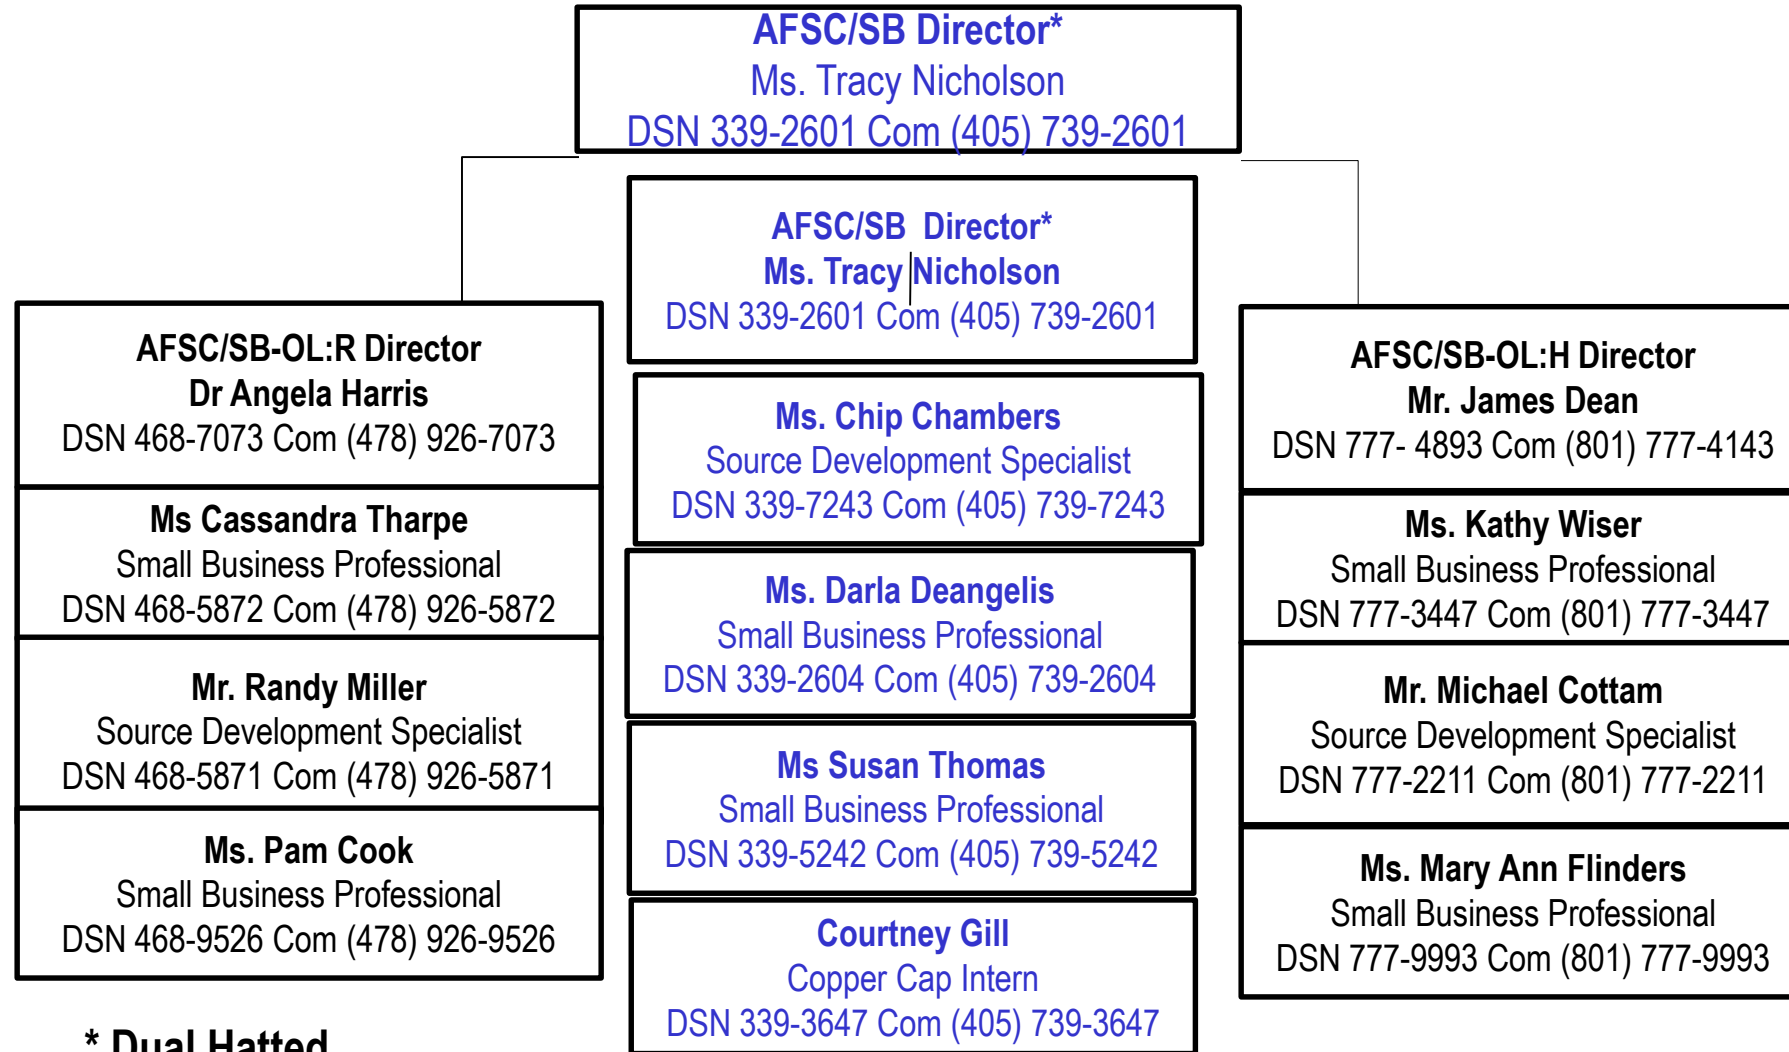 AFSC/SB Director*
Ms. Tracy Nicholson
DSN 339-2601 Com (405) 739-2601
AFSC/SB-OL:R Director
Dr Angela Harris
DSN 468-7073 Com (478) 926-7073
Ms Cassandra Tharpe
Small Business Professional
DSN 468-5872 Com (478) 926-5872
Mr. Randy Miller
Source Development Specialist
DSN 468-5871 Com (478) 926-5871
Ms. Pam Cook
Small Business Professional
DSN 468-9526 Com (478) 926-9526
AFSC/SB Director*
Ms. Tracy Nicholson
DSN 339-2601 Com (405) 739-2601
Ms. Chip Chambers
Source Development Specialist
DSN 339-7243 Com (405) 739-7243
Ms. Darla Deangelis
Small Business Professional
DSN 339-2604 Com (405) 739-2604
Ms Susan Thomas
Small Business Professional
DSN 339-5242 Com (405) 739-5242
Courtney Gill
Copper Cap Intern
DSN 339-3647 Com (405) 739-3647
AFSC/SB-OL:H Director
Mr. James Dean
DSN 777- 4893 Com (801) 777-4143
Ms. Kathy Wiser
Small Business Professional
DSN 777-3447 Com (801) 777-3447
Mr. Michael Cottam
Source Development Specialist
DSN 777-2211 Com (801) 777-2211
Ms. Mary Ann Flinders
Small Business Professional
DSN 777-9993 Com (801) 777-9993
* Dual Hatted